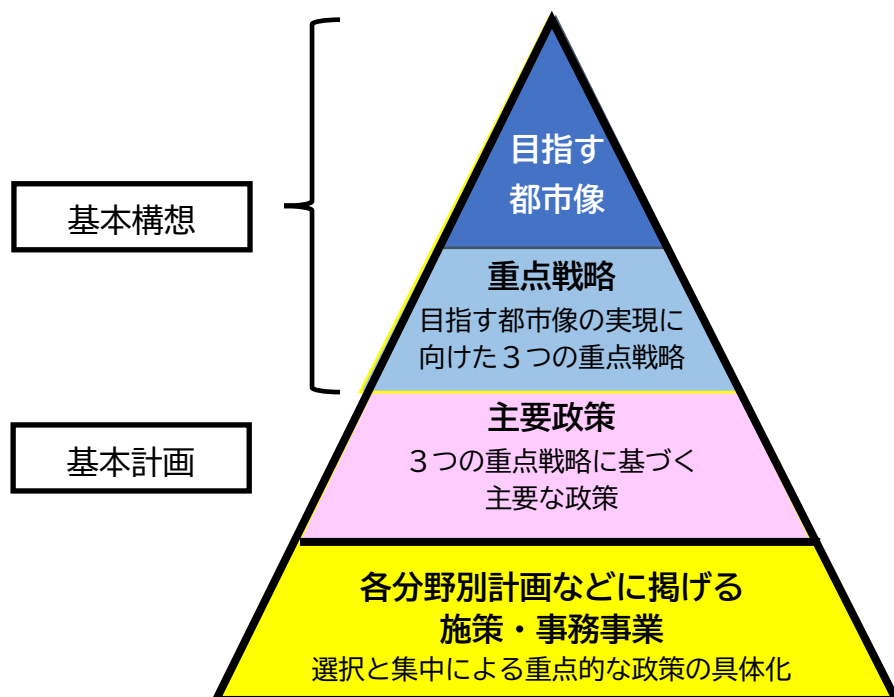 目指す
都市像
基本構想
重点戦略
目指す都市像の実現に
向けた３つの重点戦略
主要政策
基本計画
３つの重点戦略に基づく
主要な政策
各分野別計画などに掲げる
施策・事務事業
選択と集中による重点的な政策の具体化